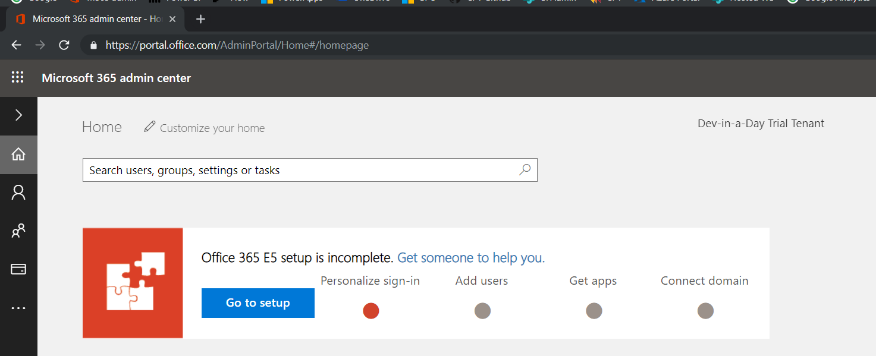 Microsoft 365 admin center - Ho
https://portal.office.com/AdminPortal/Home#/homepage
Microsoft 365 admin center
Home
Customize your home
Dev-in-a-Day Trial Tenant
Search users, groups, settings or tasks
Office 365 E5 setup is incomplete. Get someone to help you.
Personalize sign-in
Add users
Get apps
Connect domain
Go to setup